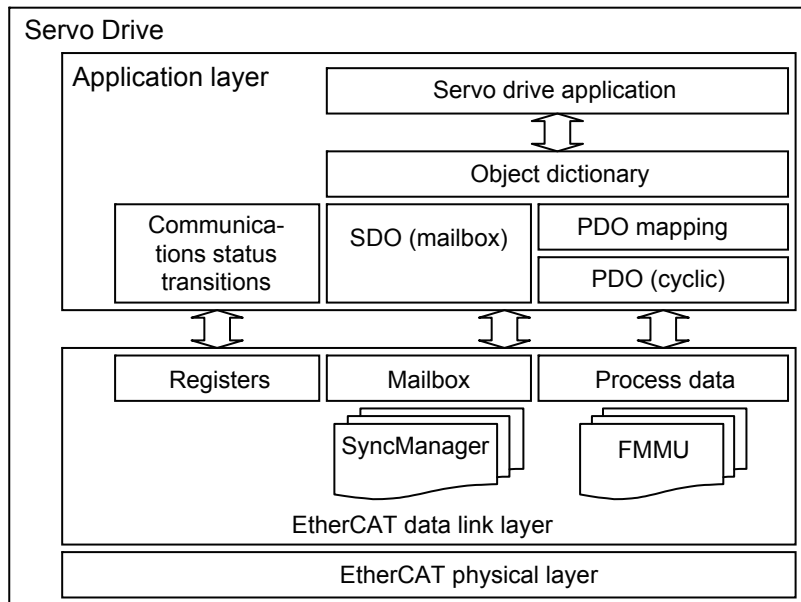 Servo Drive
Application layer
Servo drive application
Object dictionary
Communica-
tions status
transitions
SDO (mailbox)
PDO mapping
PDO (cyclic)
Registers
Mailbox
Process data
SyncManager
FMMU
EtherCAT data link layer
EtherCAT physical layer